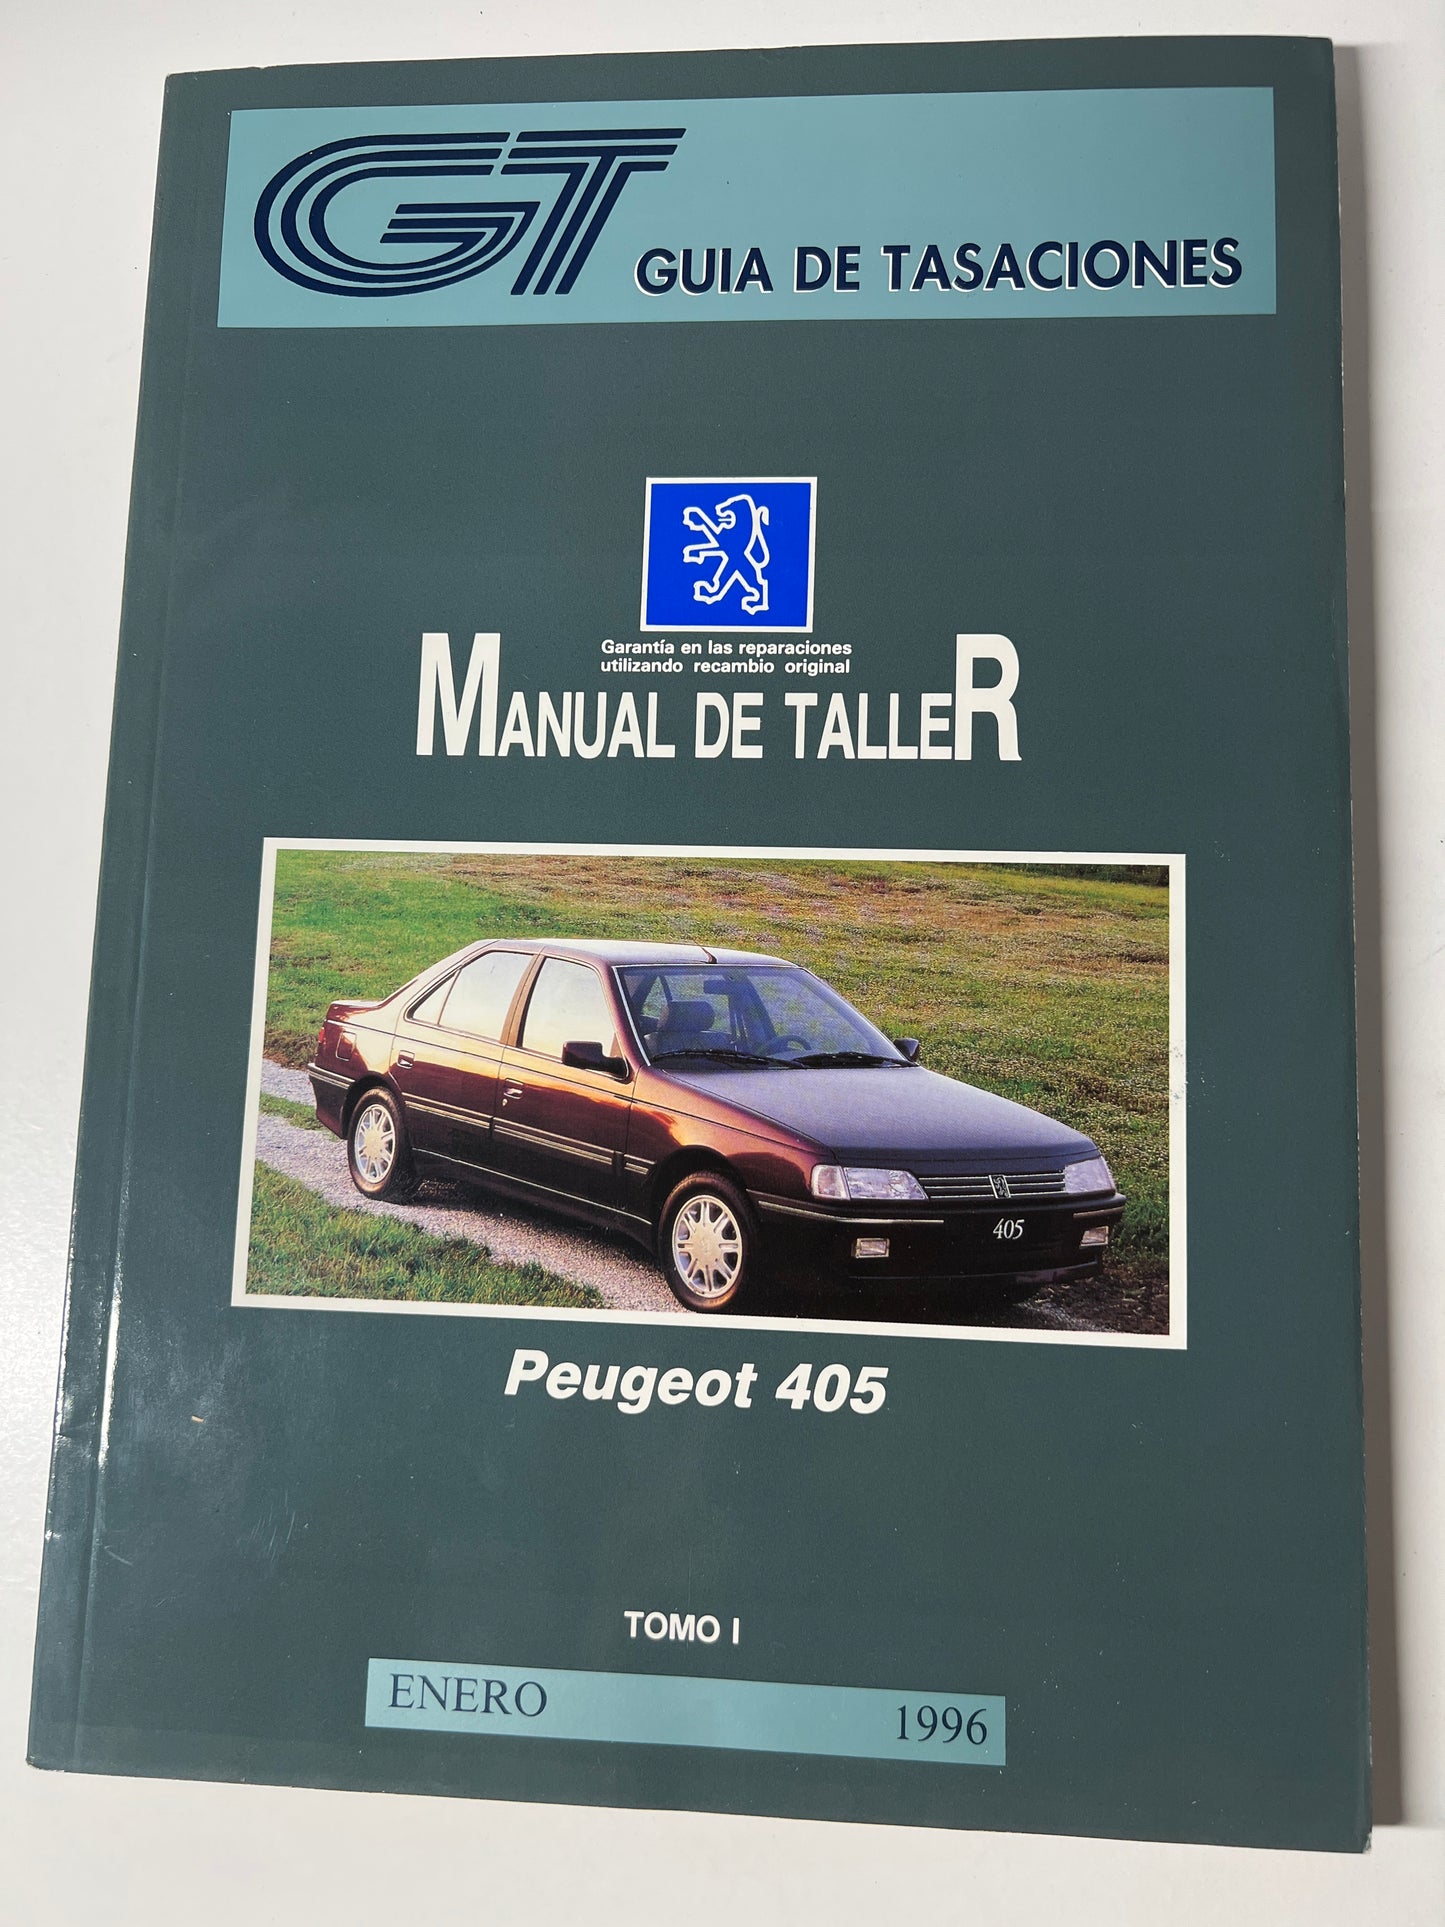 GT GUIA DE TASACIONES
Garantía en las reparaciones
utilizando recambio original
MANUAL DE TALLER
405
Peugeot 405
TOMO I
ENERO 1996